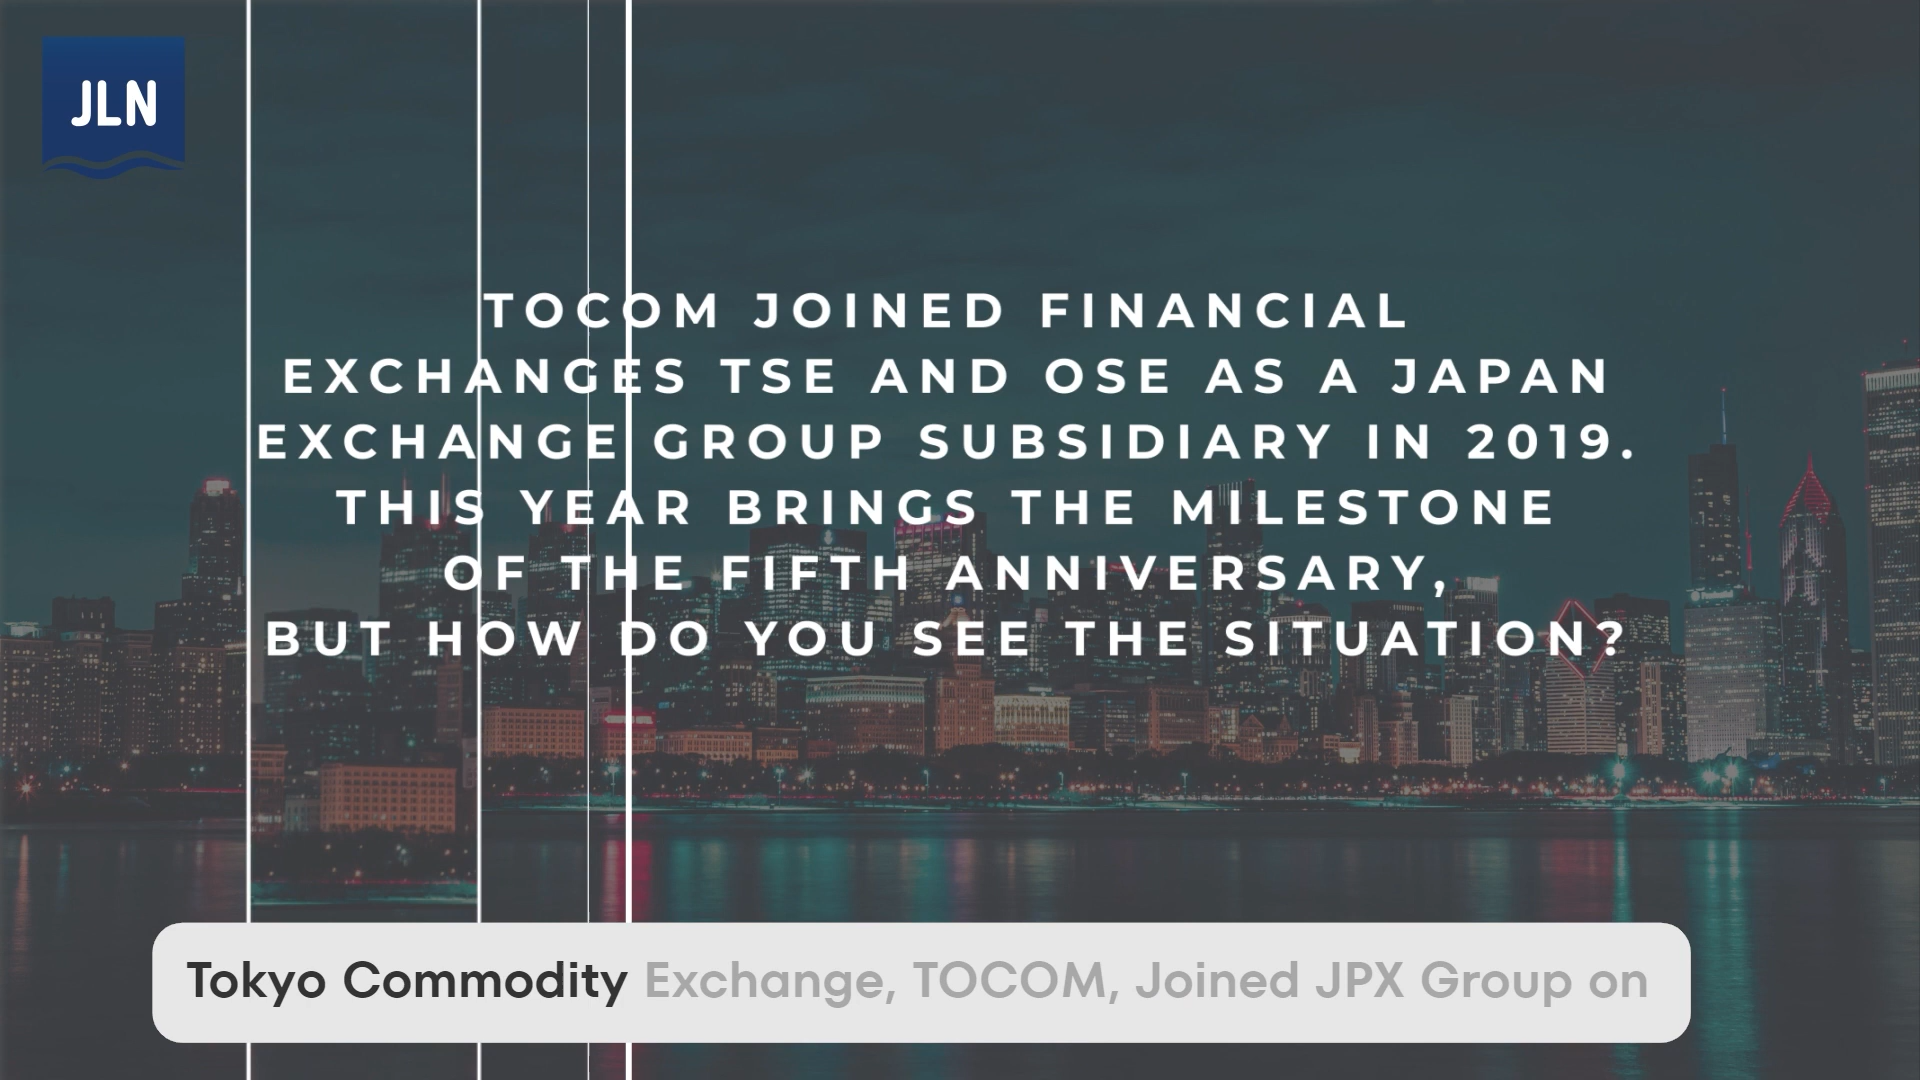 JLN
TOCOM JOINED FINANCIAL
EXCHANGES TSE AND OSE AS A JAPAN
EXCHANGE GROUP SUBSIDIARY IN 2019.
THIS YEAR BRINGS THE MILESTONE
OF THE FIFTH ANNIVERSARY,
BUT HOW DO YOU SEE THE SITUATION?
Tokyo Commodity Exchange, TOCOM, Joined JPX Group on